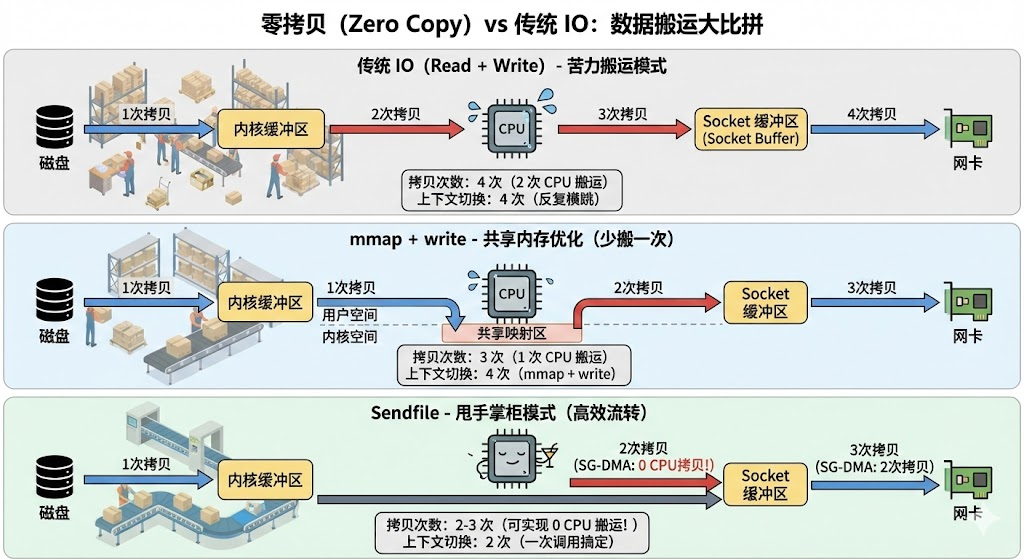 零拷贝（Zero Copy）vs 传统 IO：数据搬运大比拼
传统 IO（Read + Write）- 苦力搬运模式
磁盘
1次拷贝
内核缓冲区
2次拷贝
CPU
3次拷贝
Socket 缓冲区
(Socket Buffer)
4次拷贝
网卡
拷贝次数：4 次（2 次 CPU 搬运）
上下文切换：4 次（反复横跳）
mmap + write - 共享内存优化（少搬一次）
磁盘
1次拷贝
内核缓冲区
1次拷贝
用户空间
内核空间
CPU
共享映射区
2次拷贝
Socket
缓冲区
3次拷贝
网卡
拷贝次数：3 次（1 次 CPU 搬运）
上下文切换：4 次（mmap + write）
Sendfile - 甩手掌柜模式（高效流转）
磁盘
1次拷贝
内核缓冲区
2次拷贝
(SG-DMA: 0 CPU拷贝!)
Socket
缓冲区
3次拷贝
(SG-DMA: 2次拷贝)
网卡
拷贝次数：2-3 次（可实现 0 CPU 搬运！）
上下文切换：2 次（一次调用搞定）